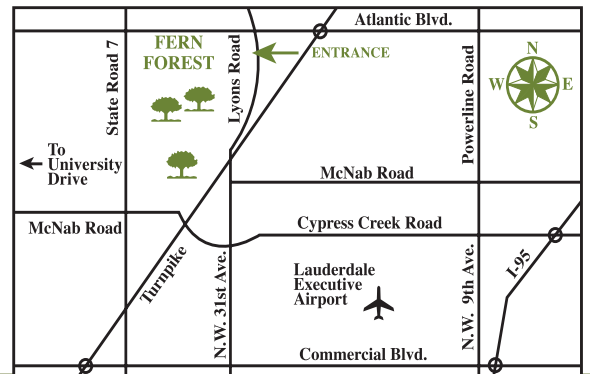 Atlantic Blvd.
FERN
FOREST
ENTRANCE
State Road 7
Lyons Road
Powerline Road
N
W
E
S
To
University
Drive
McNab Road
McNab Road
Cypress Creek Road
Turnpike
N.W. 31st Ave.
Lauderdale
Executive
Airport
N.W. 9th Ave.
I-95
Commercial Blvd.